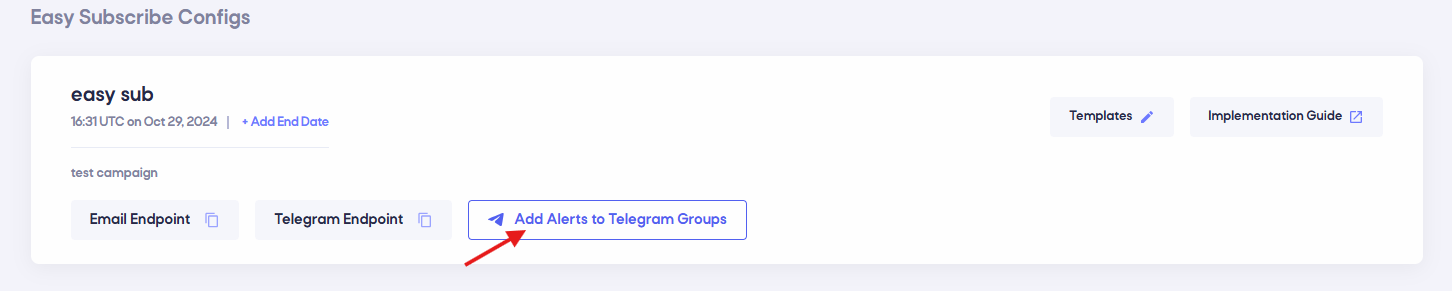 Easy Subscribe Configs
easy sub
Templates
Implementation Guide
16:31 UTC on Oct 29, 2024 | + Add End Date
test campaign
Email Endpoint
Telegram Endpoint
Add Alerts to Telegram Groups